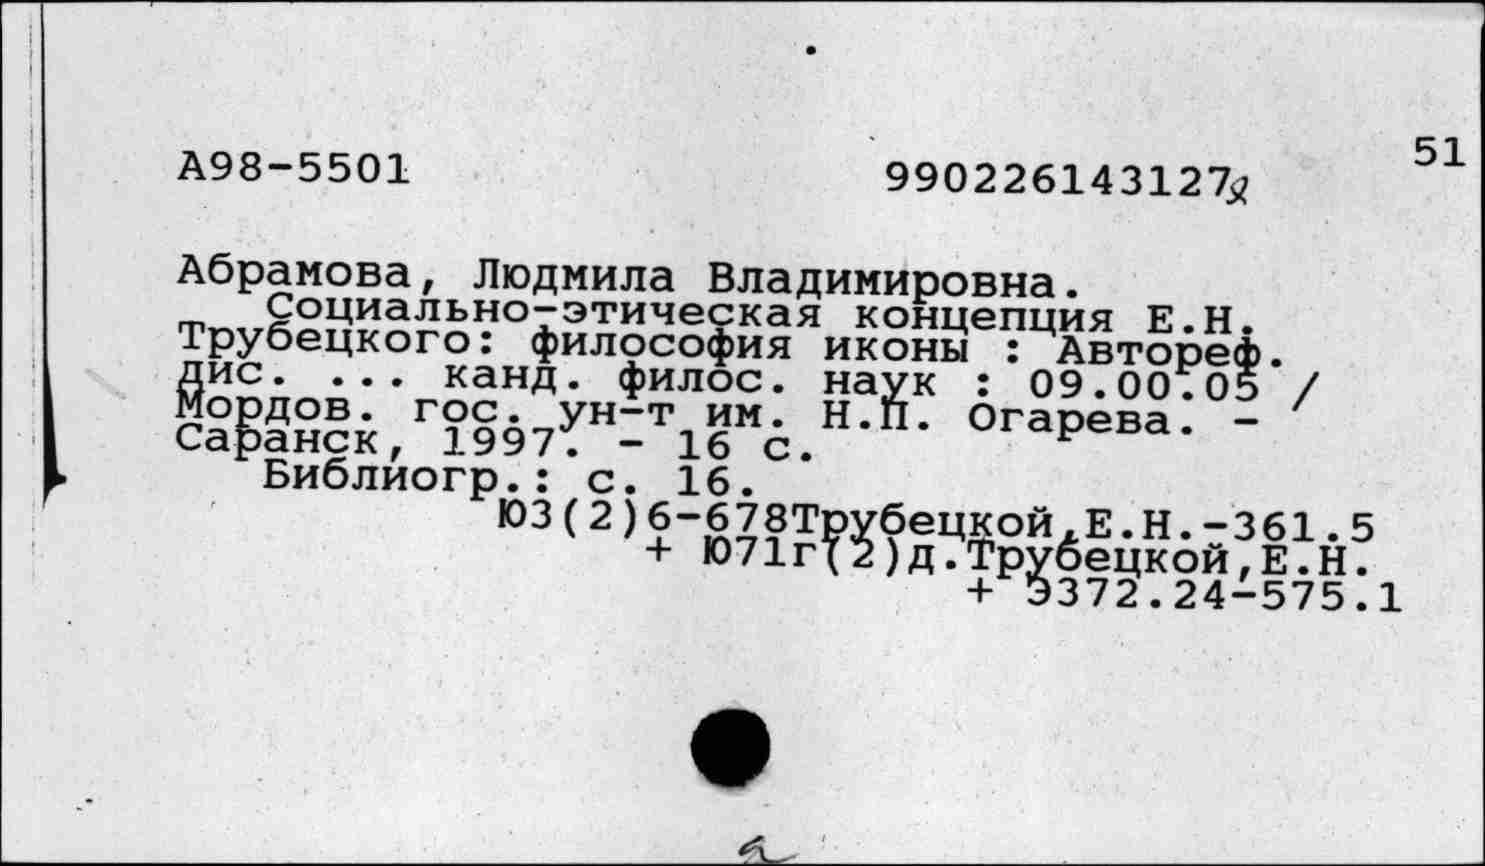 51
А98-5501 990226143127
Абрамова, Людмила Владимировна.
Социально-этическая концепция Е.Н.
Трубецкого: философия иконы : Автореф.
дис. ... канд. филос. наук : 09.00.05 /
Мордов. гос. ун-т им. Н.П. Огарева. -
Саранск, 1997. - 16 с.
Библиогр.: с. 16.
Ю3(2)6-678Трубецкой,Е.Н.-361.5
+ Ю71г(2)д.Трубецкой,Е.Н.
+ Э372.24-575.1